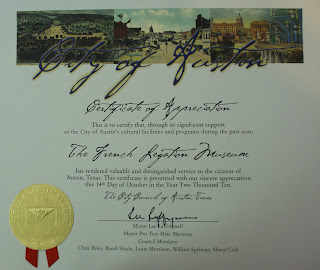 City of Austin
Certificate of Appreciation
This is to certify that, through its significant support
of the City of Austin's cultural facilities and programs during the past year,
The French Legation Museum
has rendered valuable and distinguished service to the citizens of
Austin, Texas. This certificate is presented with our sincere appreciation
this 14th Day of October in the Year Two Thousand Ten.
The City Council of Austin Texas
Mayor Lee Leffingwell
Mayor Pro Tem Mike Martinez
Council Members
Chris Riley, Randi Shade, Laura Morrison, William Spelman, Sheryl Cole